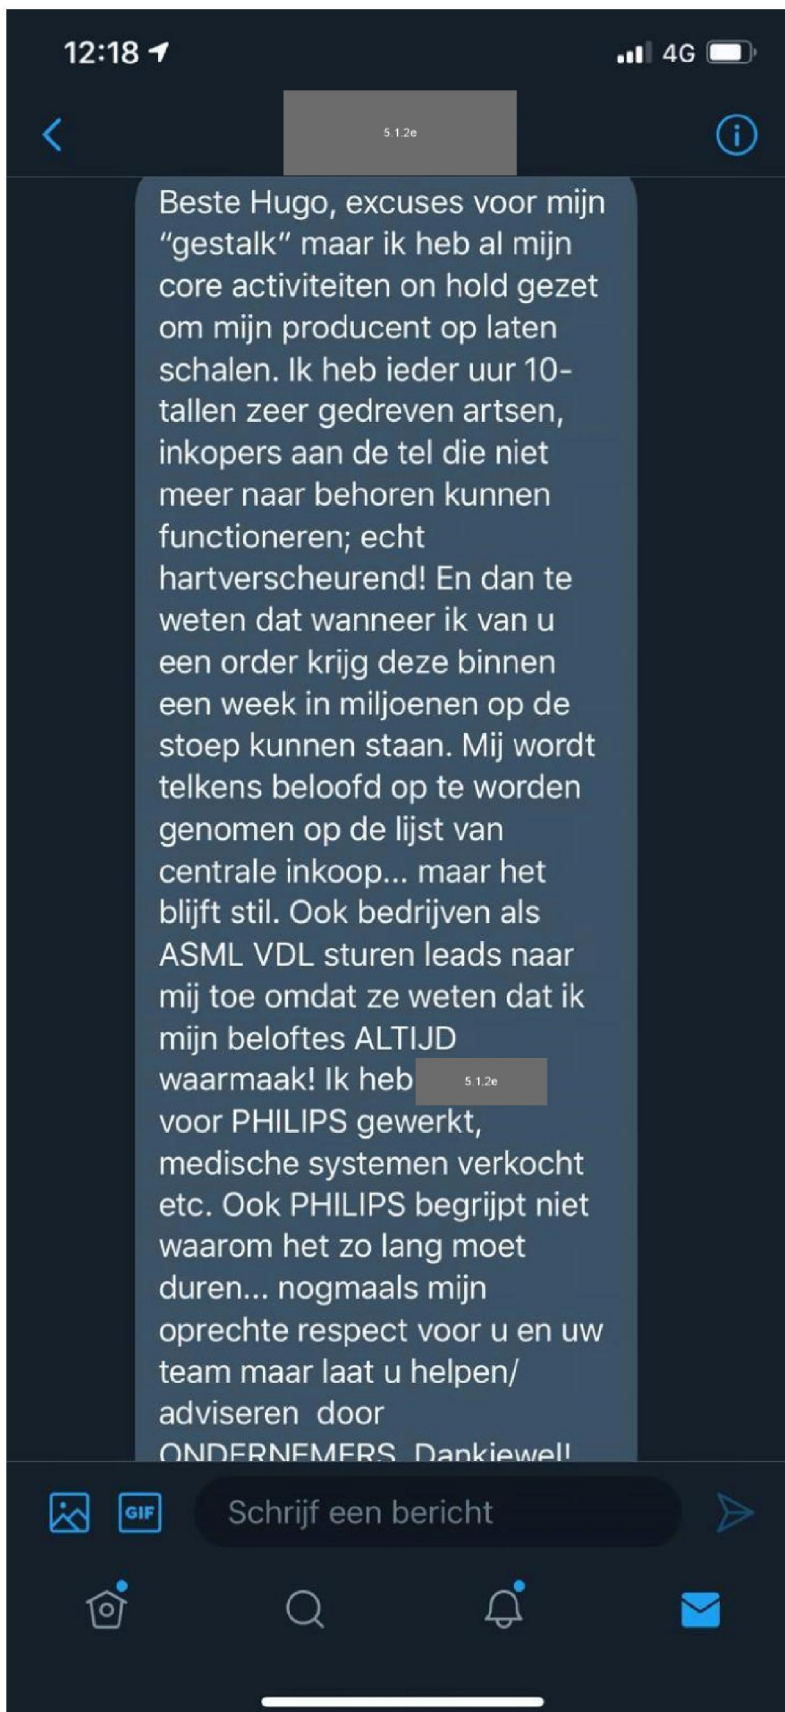 12:18
4G
5.1.2e
Beste Hugo, excuses voor mijn
“gestalk” maar ik heb al mijn
core activiteiten on hold gezet
om mijn producent op laten
schalen. Ik heb ieder uur 10-
tallen zeer gedreven artsen,
inkopers aan de tel die niet
meer naar behoren kunnen
functioneren; echt
hartverscheurend! En dan te
weten dat wanneer ik van u
een order krijg deze binnen
een week in miljoenen op de
stoep kunnen staan. Mij wordt
telkens beloofd op te worden
genomen op de lijst van
centrale inkoop... maar het
blijft stil. Ook bedrijven als
ASML VDL sturen leads naar
mij toe omdat ze weten dat ik
mijn beloftes ALTIJD
waarmaak! Ik heb 5.1.2e
voor PHILIPS gewerkt,
medische systemen verkocht
etc. Ook PHILIPS begrijpt niet
waarom het zo lang moet
duren... nogmaals mijn
oprechte respect voor u en uw
team maar laat u helpen/
adviseren door
ONDERNEMERS. Dankjewel!
GIF
Schrijf een bericht